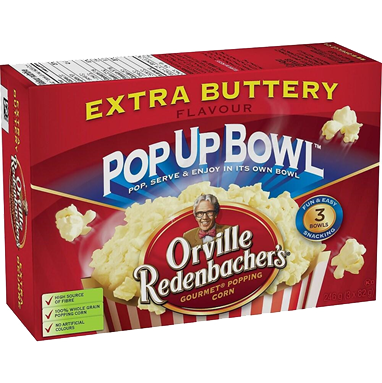 EXTRA BUTTERY
FLAVOUR
POP UP BOWL™
POP, SERVE & ENJOY IN ITS OWN BOWL
FUN & EASY
3
BOWLS
SNACKING
Orville
Redenbacher's
GOURMET® POPPING
CORN
HIGH SOURCE
OF FIBRE
100% WHOLE GRAIN
POPPING CORN
NO ARTIFICIAL
COLOURS